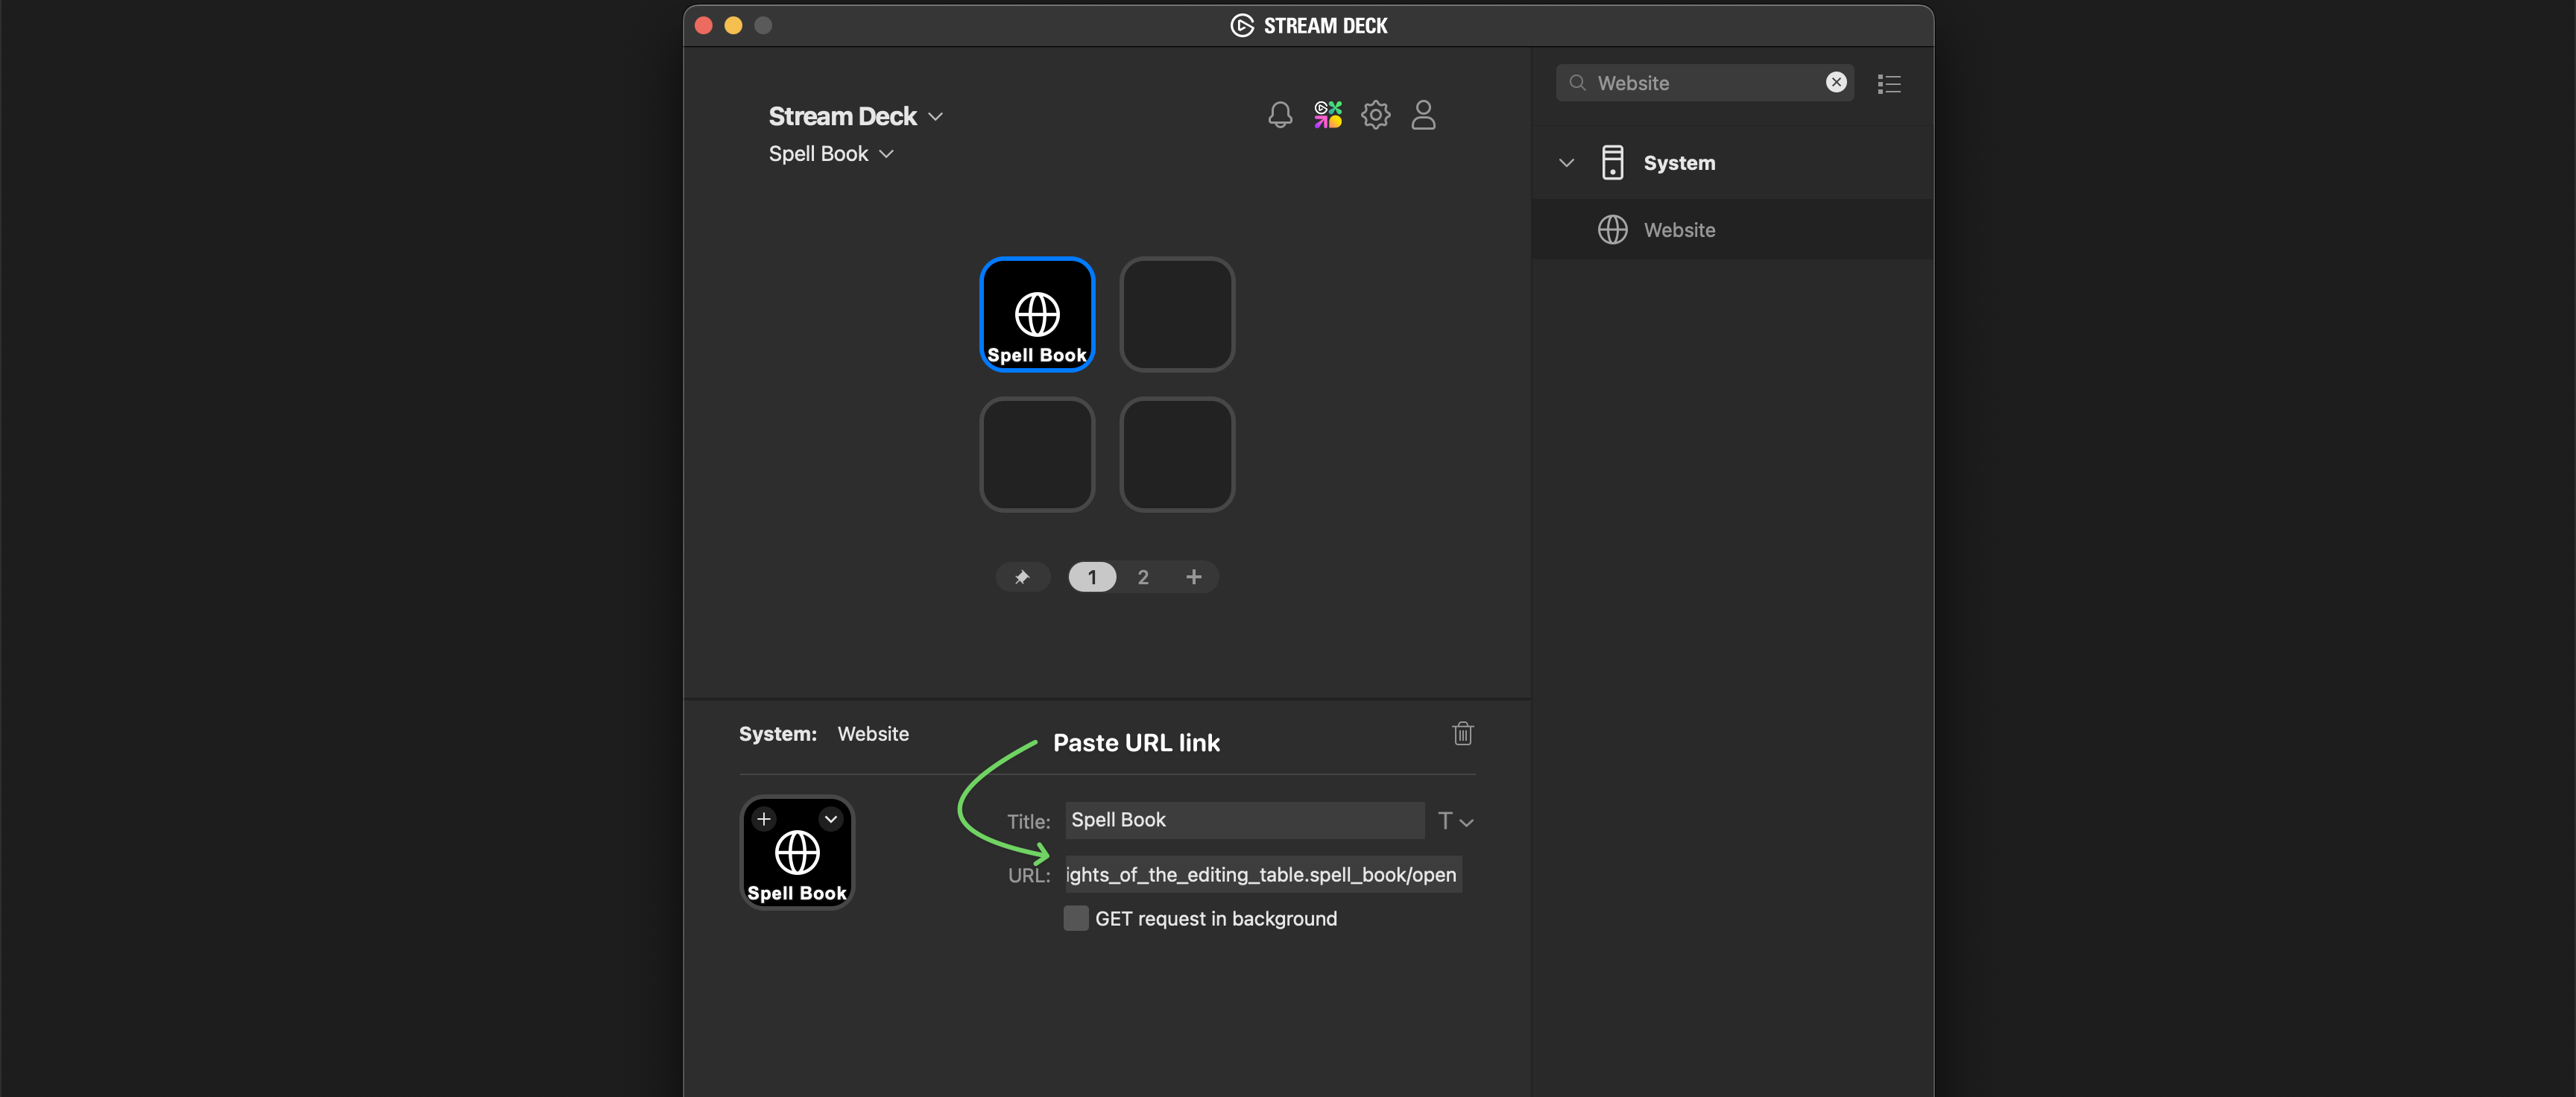 STREAM DECK
Website
Stream Deck
Spell Book
System
Website
Spell Book
1 2 +
System: Website
Paste URL link
Title: Spell Book T
URL: ights_of_the_editing_table.spell_book/open
Spell Book
GET request in background